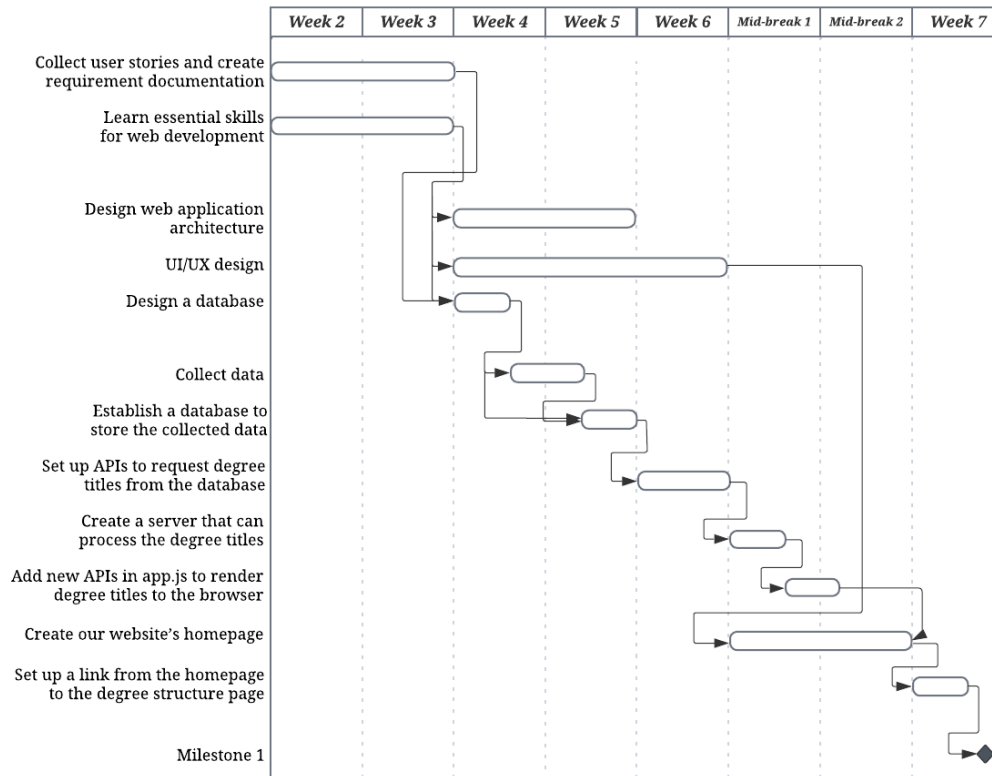 Week 2 Week 3 Week 4 Week 5 Week 6 Mid-break 1 Mid-break 2 Week 7
Collect user stories and create
requirement documentation
Learn essential skills
for web development
Design web application
architecture
UI/UX design
Design a database
Collect data
Establish a database to
store the collected data
Set up APIs to request degree
titles from the database
Create a server that can
process the degree titles
Add new APIs in app.js to render
degree titles to the browser
Create our website’s homepage
Set up a link from the homepage
to the degree structure page
Milestone 1